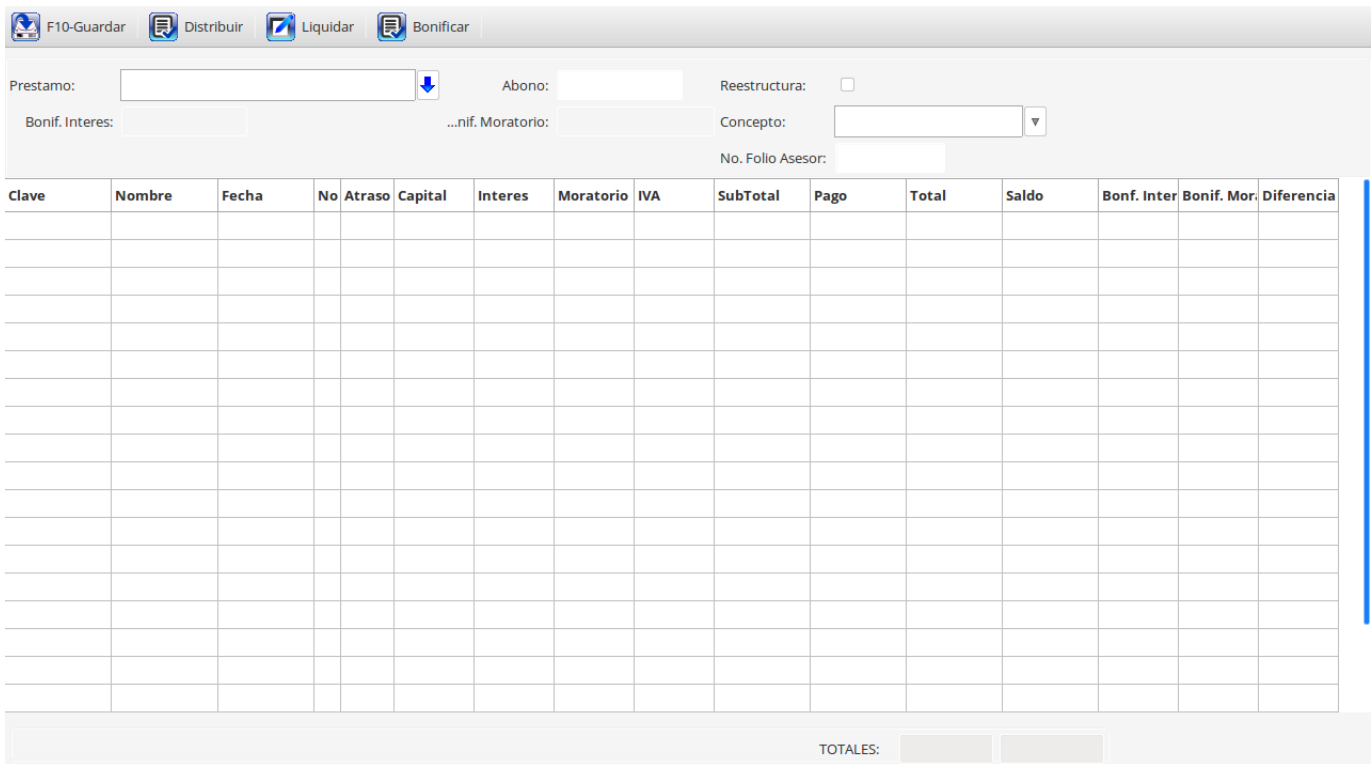 F10-Guardar Distribuir Liquidar Bonificar
Prestamo: Abono: Reestructura:
Bonif. Interes: ...nif. Moratorio: Concepto:
No. Folio Asesor:
Clave Nombre Fecha No Atraso Capital Interes Moratorio IVA SubTotal Pago Total Saldo Bonf. Inter Bonif. Mor Diferencia
TOTALES: